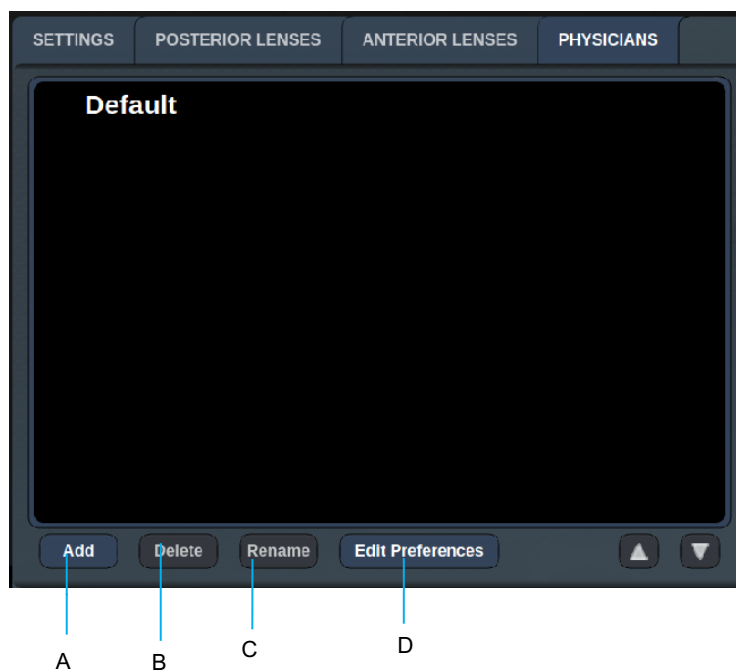 SETTINGS POSTERIOR LENSES ANTERIOR LENSES PHYSICIANS
Default
Add Delete Rename Edit Preferences
A B C D